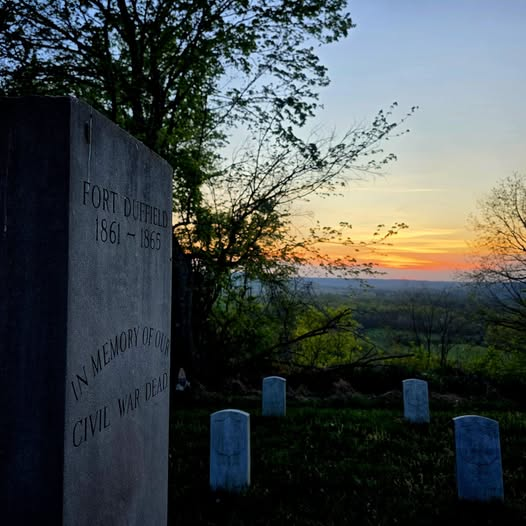 FORT DUFFIELD
1861 ~ 1865
IN MEMORY OF OUR
CIVIL WAR DEAD